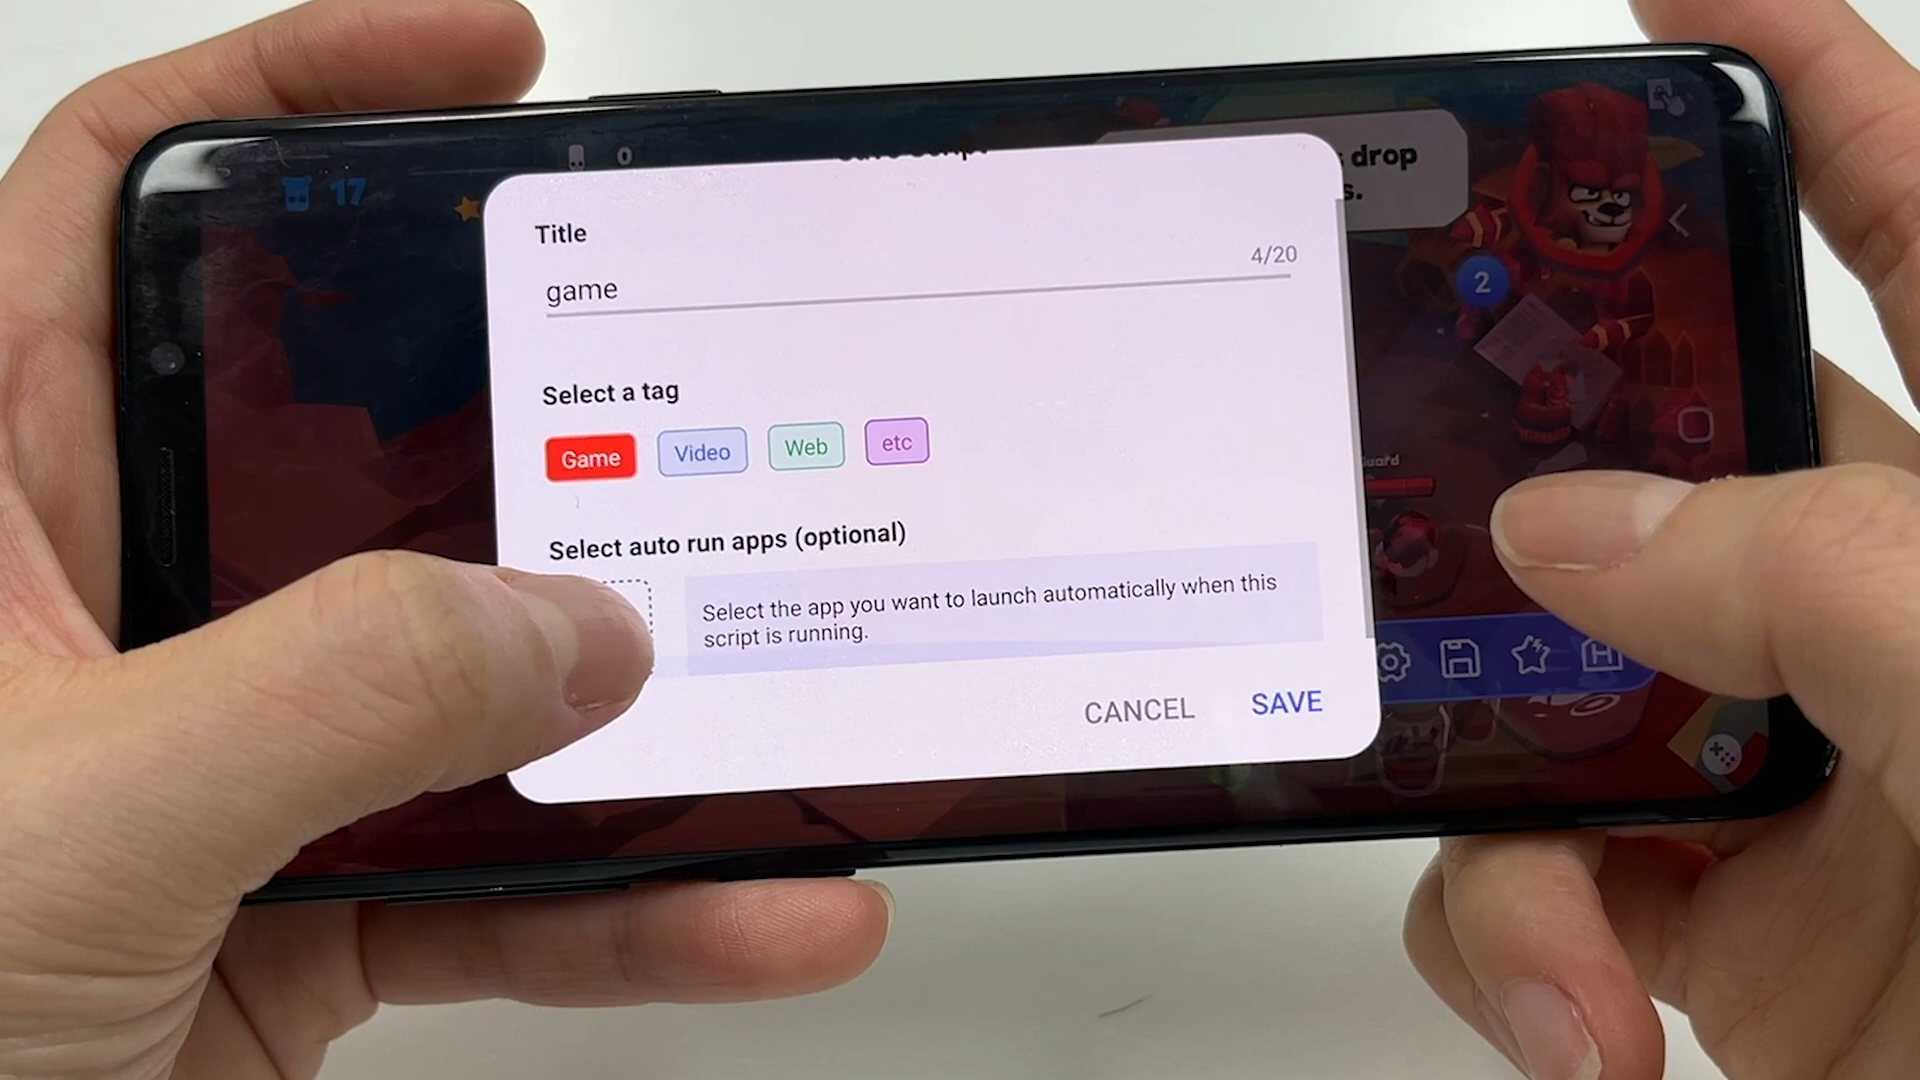 17
0
drop
s.
Title
4/20
game
2
Select a tag
Game
Video
Web
etc
Select auto run apps (optional)
Select the app you want to launch automatically when this
script is running.
CANCEL
SAVE